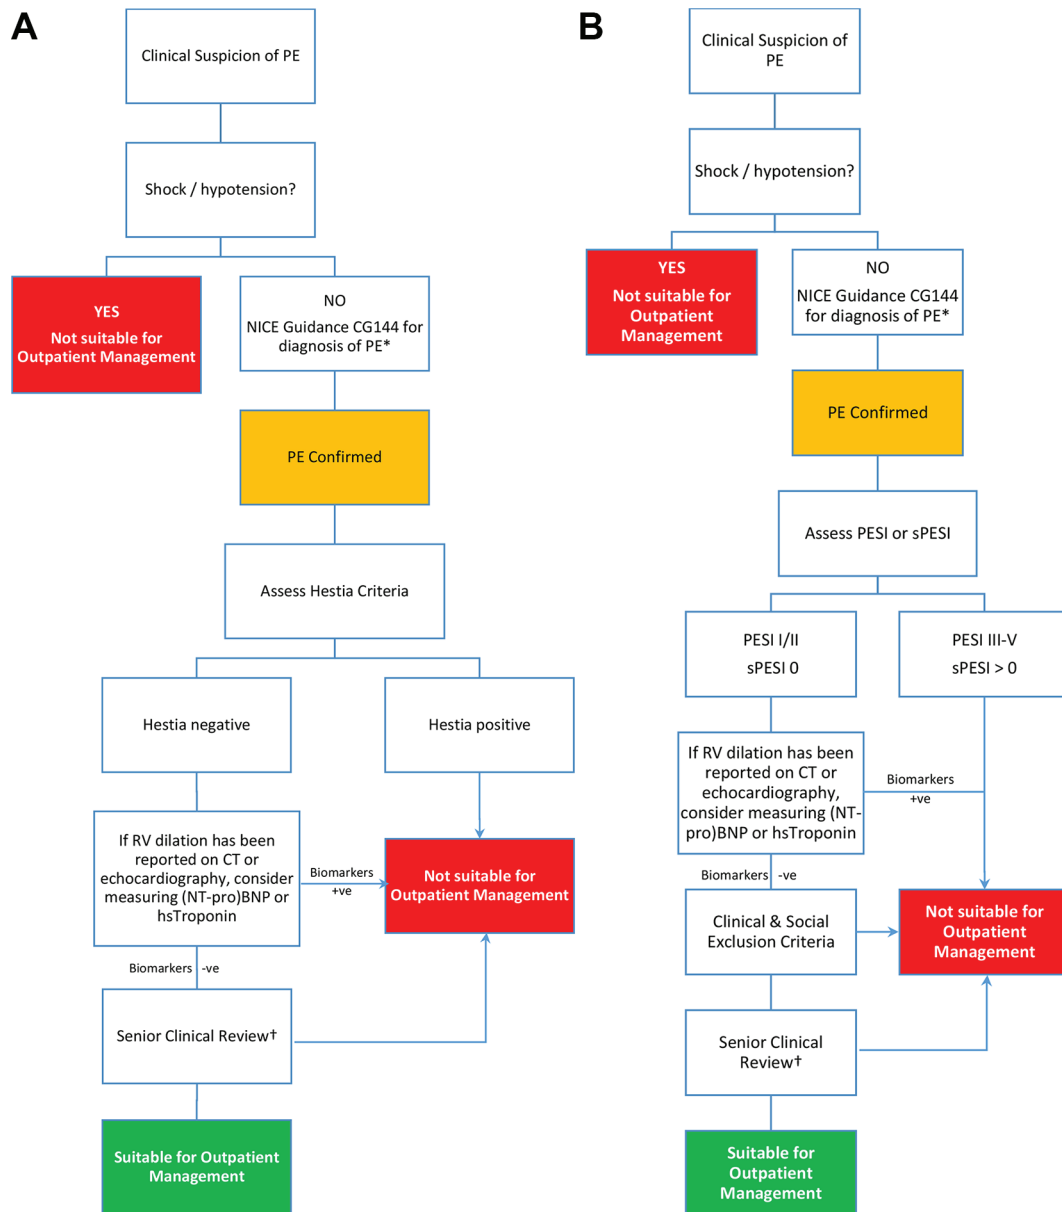 A
Clinical Suspicion of PE
Shock / hypotension?
YES
Not suitable for
Outpatient Management
NO
NICE Guidance CG144 for
diagnosis of PE*
PE Confirmed
Assess Hestia Criteria
Hestia negative
Hestia positive
If RV dilation has been
reported on CT or
echocardiography, consider
measuring (NT-pro)BNP or
hsTroponin
Biomarkers
+ve
Not suitable for
Outpatient Management
Biomarkers -ve
Senior Clinical Review†
Suitable for Outpatient
Management
B
Clinical Suspicion of
PE
Shock / hypotension?
YES
Not suitable for
Outpatient
Management
NO
NICE Guidance CG144
for diagnosis of PE*
PE Confirmed
Assess PESI or sPESI
PESI I/II
sPESI 0
PESI III-V
sPESI > 0
If RV dilation has been
reported on CT or
echocardiography,
consider measuring (NT-
pro)BNP or hsTroponin
Biomarkers
+ve
Biomarkers -ve
Clinical & Social
Exclusion Criteria
Not suitable for
Outpatient
Management
Senior Clinical
Review†
Suitable for
Outpatient
Management